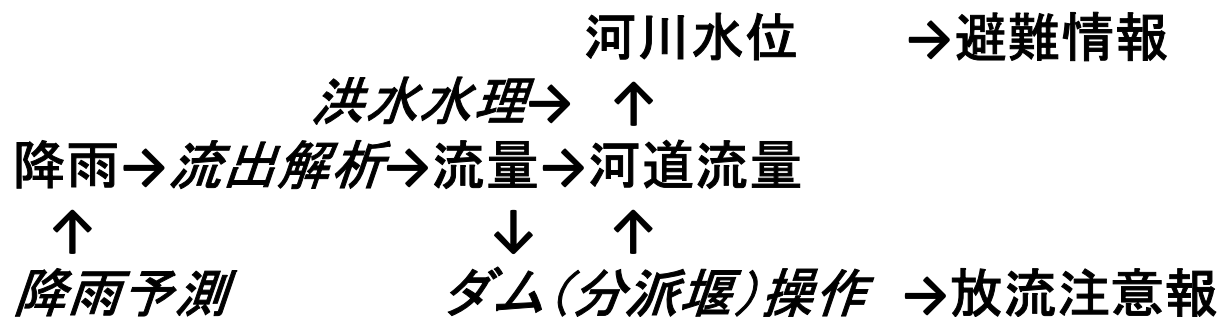 河川水位 →避難情報
洪水水理→ ↑
降雨→流出解析→流量→河道流量
↑ ↓ ↑
降雨予測 ダム(分派堰)操作 →放流注意報